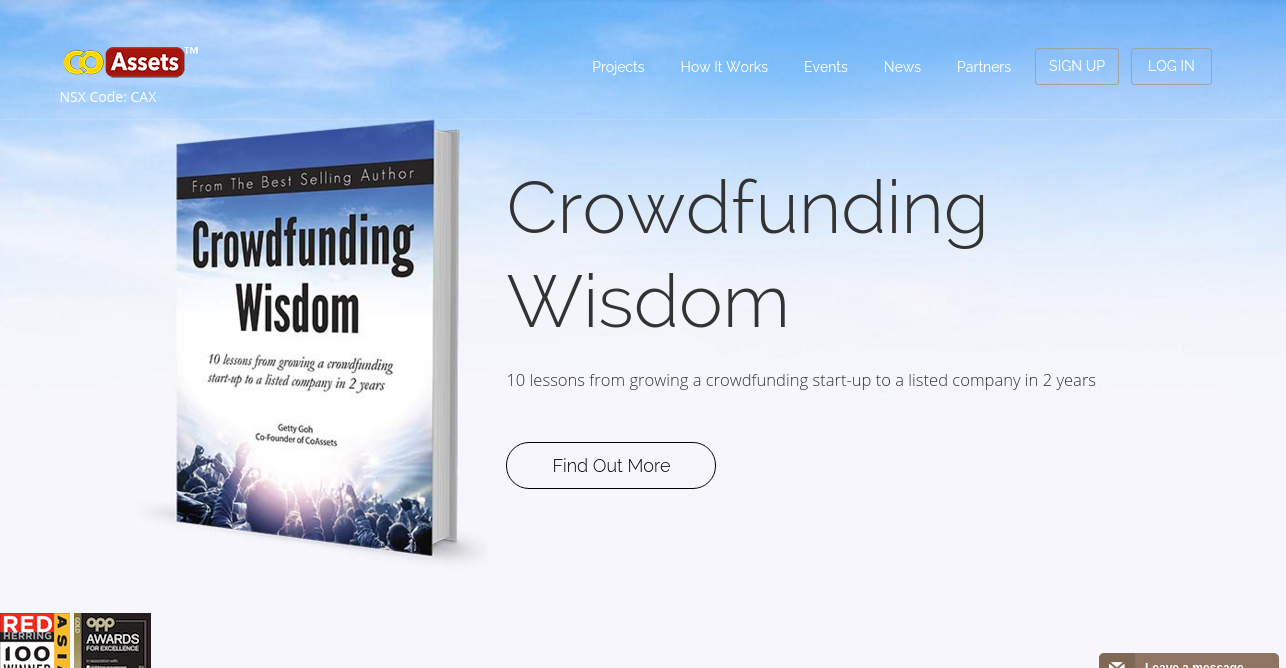 CO Assets TM
NSX Code: CAX
Projects
How It Works
Events
News
Partners
SIGN UP
LOG IN
From The Best Selling Author
Crowdfunding
Wisdom
10 lessons from growing a crowdfunding
start-up to a listed company in 2 years
Getty Goh
Co-Founder of CoAssets
Crowdfunding
Wisdom
10 lessons from growing a crowdfunding start-up to a listed company in 2 years
Find Out More
RED
HERRING
100
WINNER
ASIA
GOLD
opp
AWARDS
FOR EXCELLENCE
Leave a message